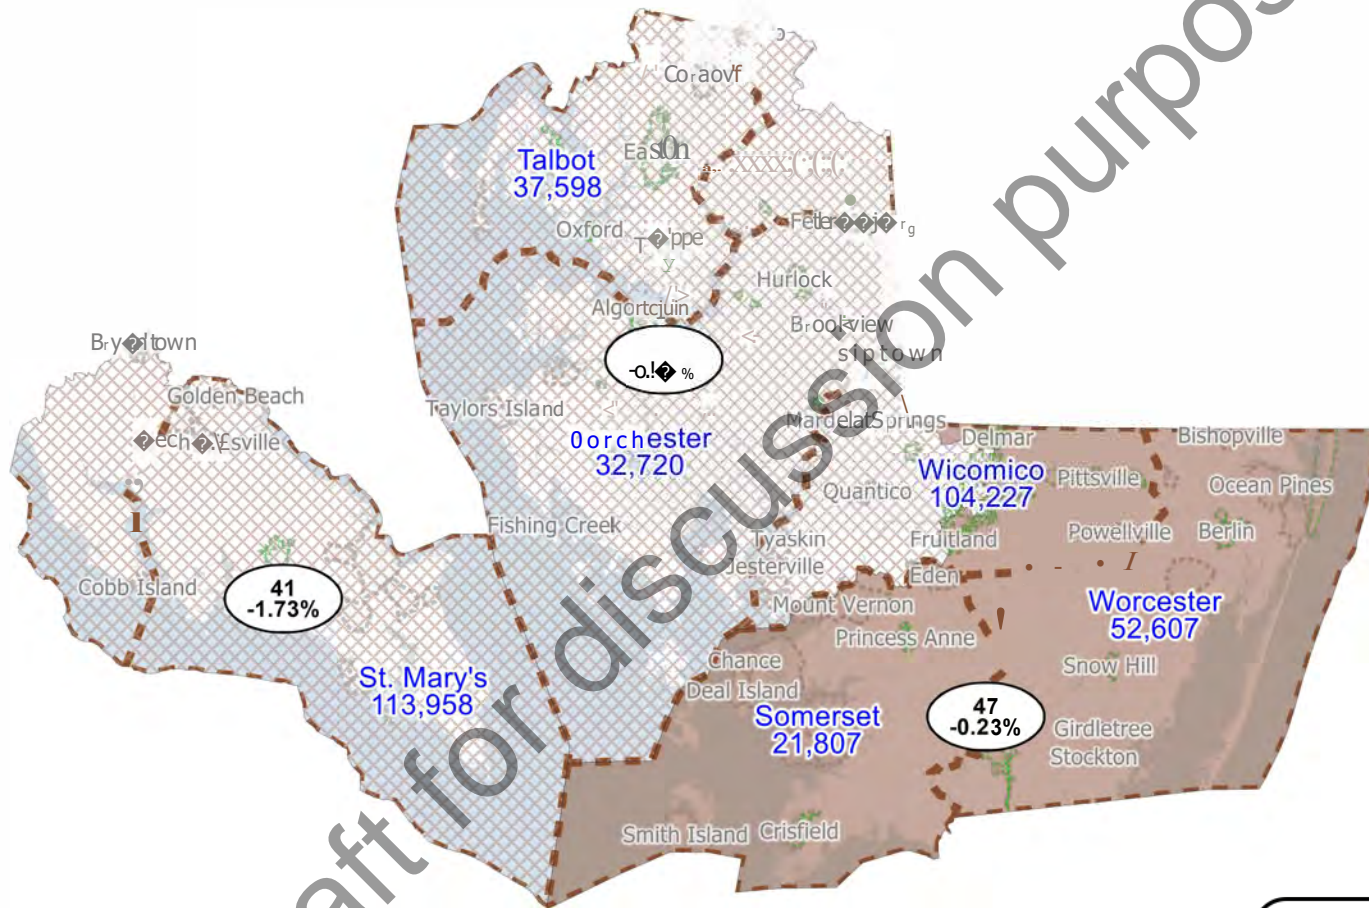 Talbot
37,598
Oxford
Hurlock
Taylors Island
0orchester
32,720
Golden Beach
Cobb Island
41
-1.73%
St. Mary's
113,958
Fishing Creek
Quantico
Tyaskin
Jesterville
Mount Vernon
Princess Anne
Chance
Deal Island
Delmar
Wicomico
104,227
Fruitland
Eden
Pittsville
Powellville
Bishopville
Ocean Pines
Berlin
Worcester
52,607
Snow Hill
Somerset
21,807
47
-0.23%
Girdletree
Stockton
Smith Island
Crisfield
siptown
aft for discussion purpos